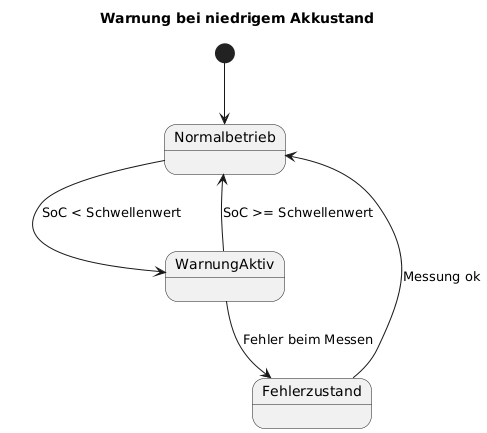 Warnung bei niedrigem Akkustand
Normalbetrieb
SoC < Schwellenwert
SoC >= Schwellenwert
WarnungAktiv
Messung ok
Fehler beim Messen
Fehlerzustand